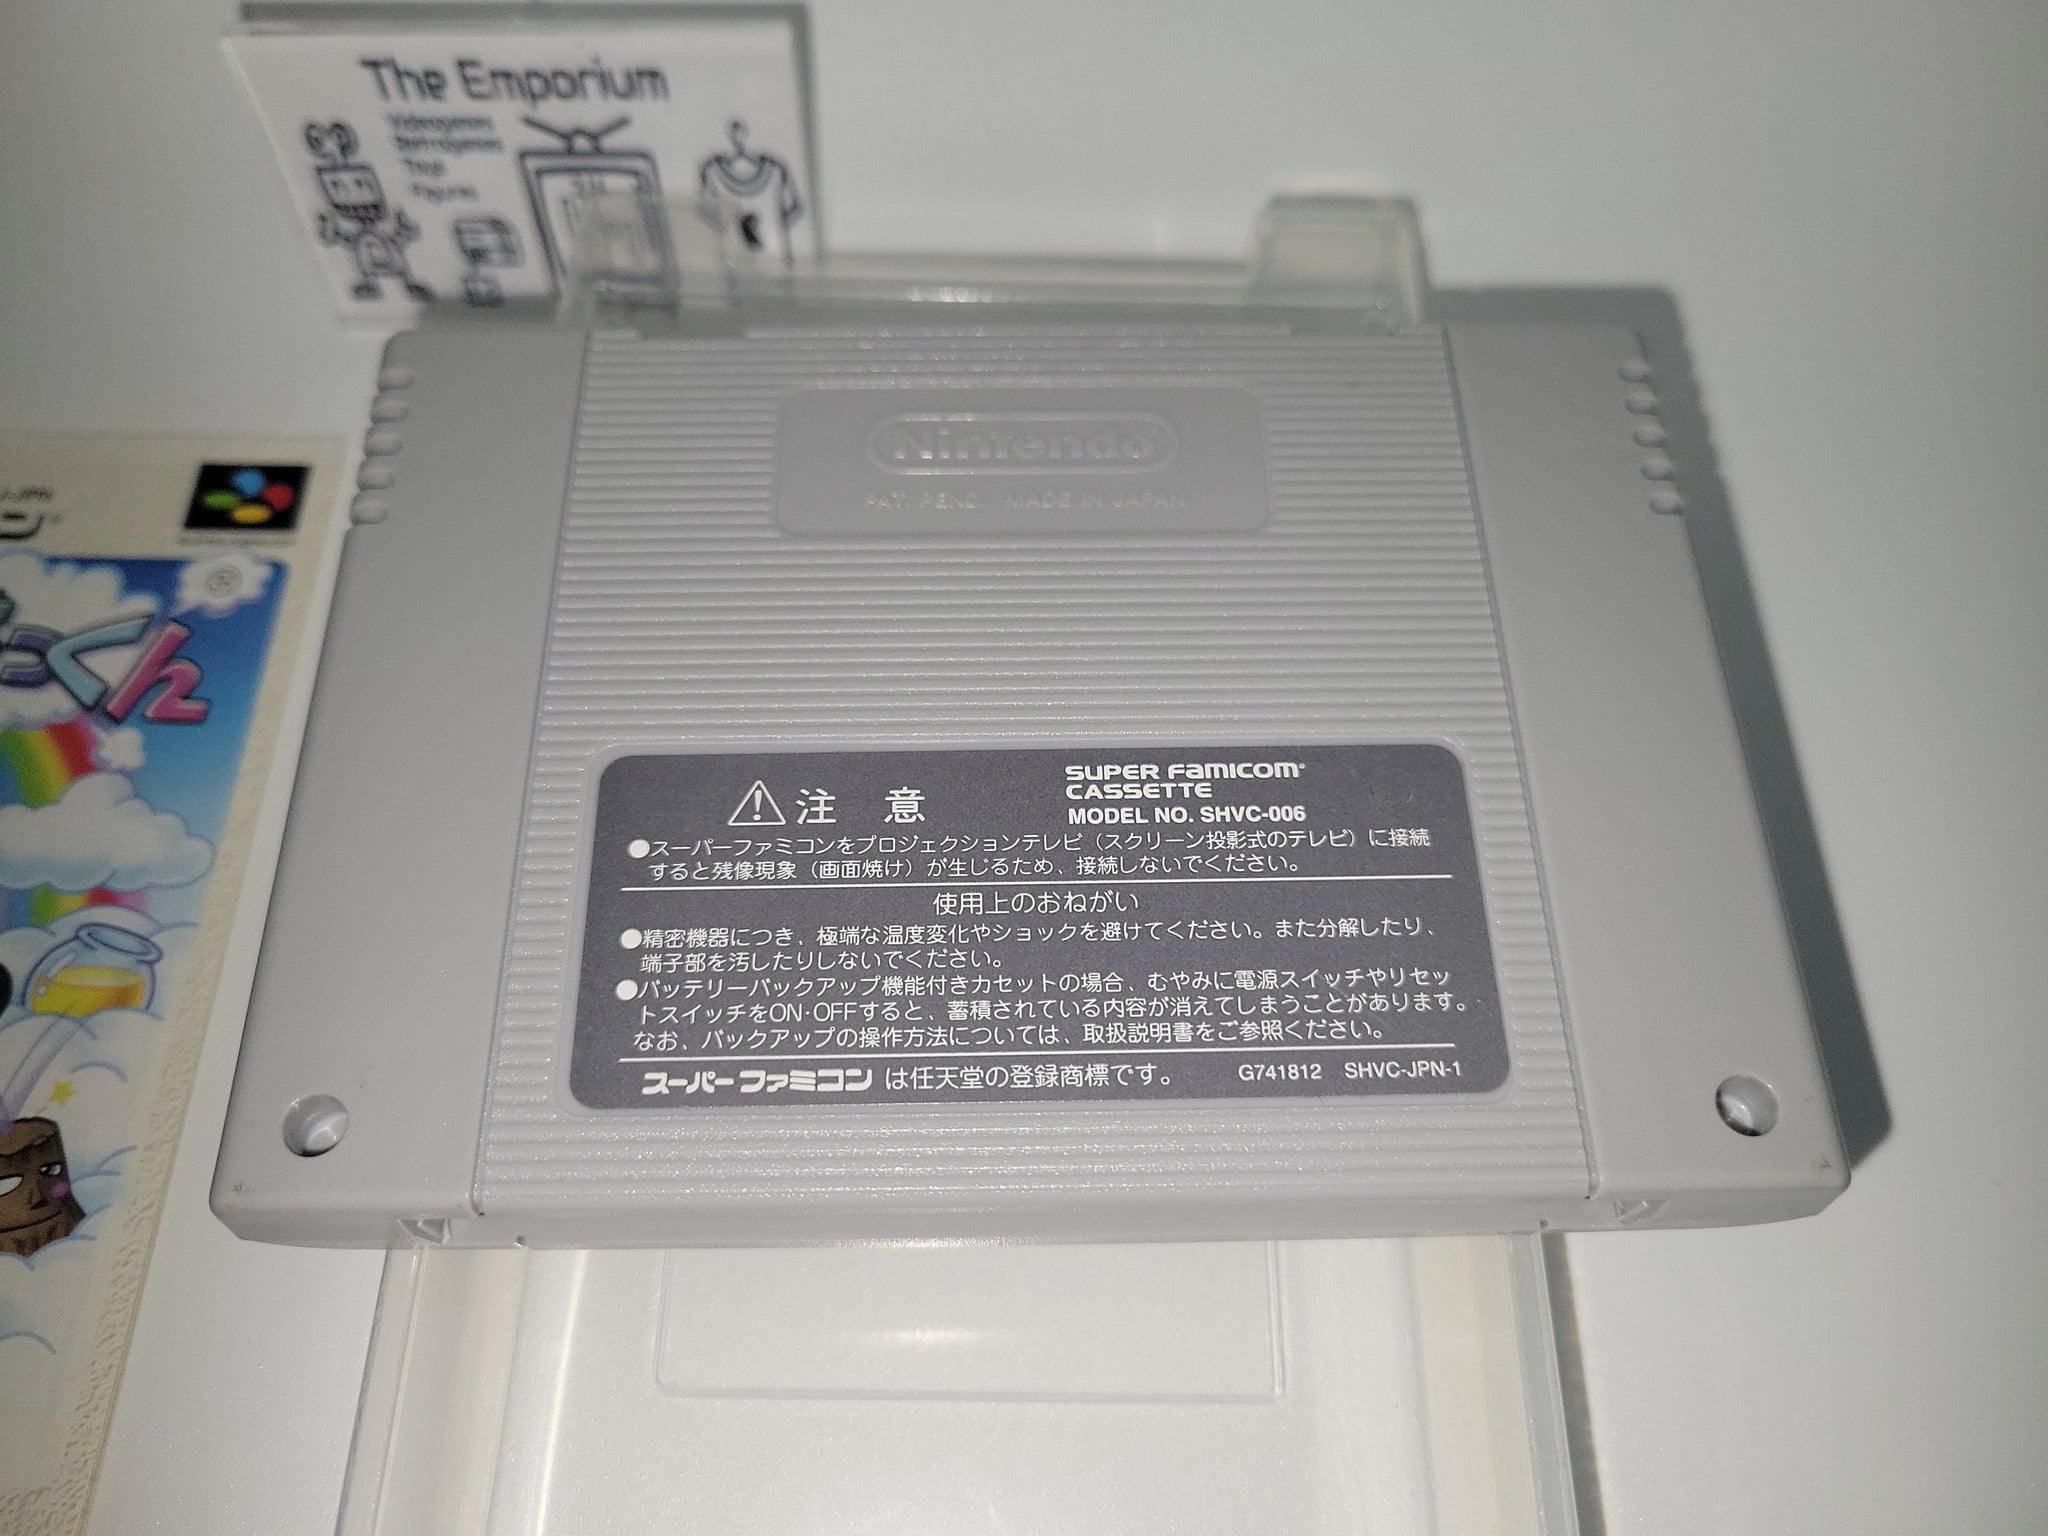 The Emporium
Videogames
Retrogames
Toys
Figures
Nintendo
PAT. PEND. MADE IN JAPAN
くん
注 意
SUPER FAMICOM
CASSETTE
MODEL NO. SHVC-006
●スーパーファミコンをプロジェクションテレビ（スクリーン投影式のテレビ）に接続
すると残像現象（画面焼け）が生じるため、接続しないでください。
使用上のおねがい
●精密機器につき、極端な温度変化やショックを避けてください。また分解したり、
端子部を汚したりしないでください。
●バッテリーバックアップ機能付きカセットの場合、むやみに電源スイッチやリセッ
トスイッチをON·OFFすると、蓄積されている内容が消えてしまうことがあります。
なお、バックアップの操作方法については、取扱説明書をご参照ください。
スーパーファミコン は任天堂の登録商標です。 G741812 SHVC-JPN-1